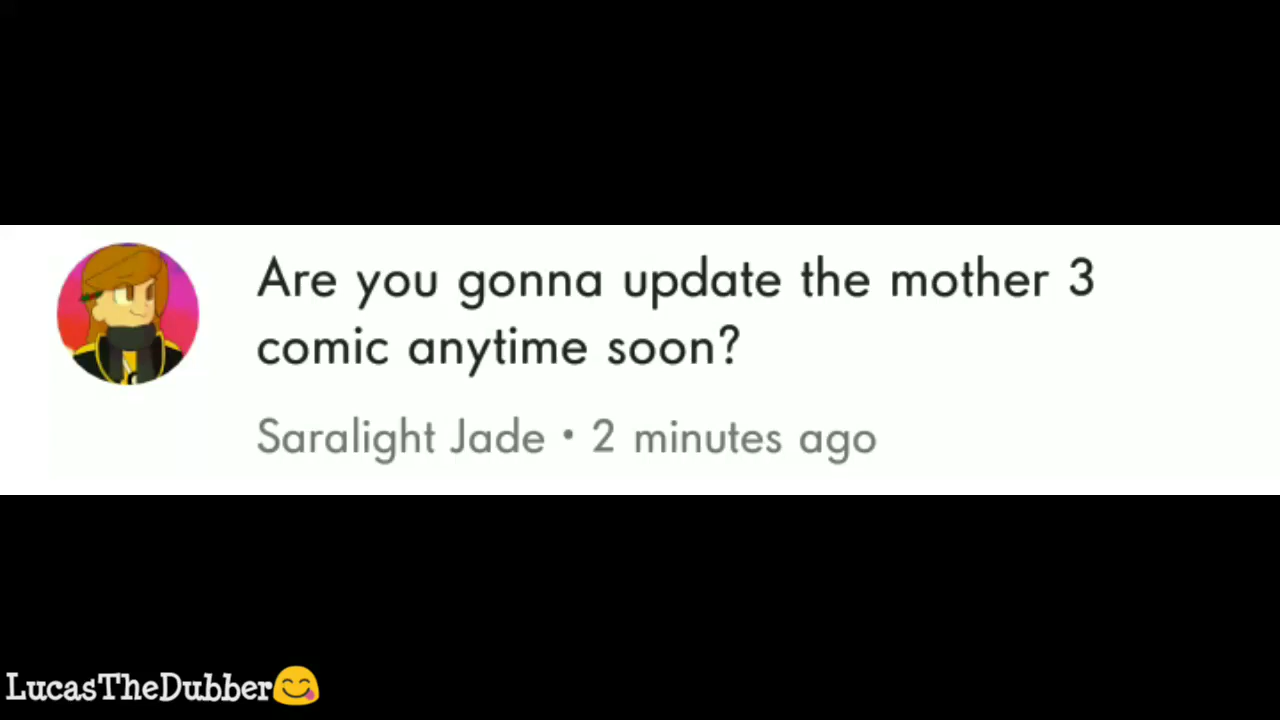 Are you gonna update the mother 3
comic anytime soon?
Saralight Jade • 2 minutes ago
LucasTheDubber😋